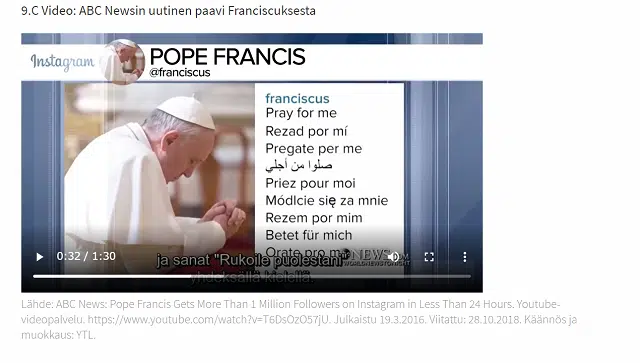 9.C Video: ABC Newsin uutinen paavi Franciscuksesta
Instagram
POPE FRANCIS
@franciscus
franciscus
Pray for me
Rezad por mí
Pregate per me
صلوا من أجلي
Priez pour moi
Módlcie się za mnie
Rezem por mim
Betet für mich
Orate pro me
NEWS
WORLDNEWSTONIGHT
ja sanat "Rukoile puolestani"
yhdeksällä kielellä.
0:32 / 1:30
Lähde: ABC News: Pope Francis Gets More Than 1 Million Followers on Instagram in Less Than 24 Hours. Youtube-
videopalvelu. https://www.youtube.com/watch?v=T6DsOzO57jU. Julkaistu 19.3.2016. Viitattu: 28.10.2018. Käännös ja
muokkaus: YTL.